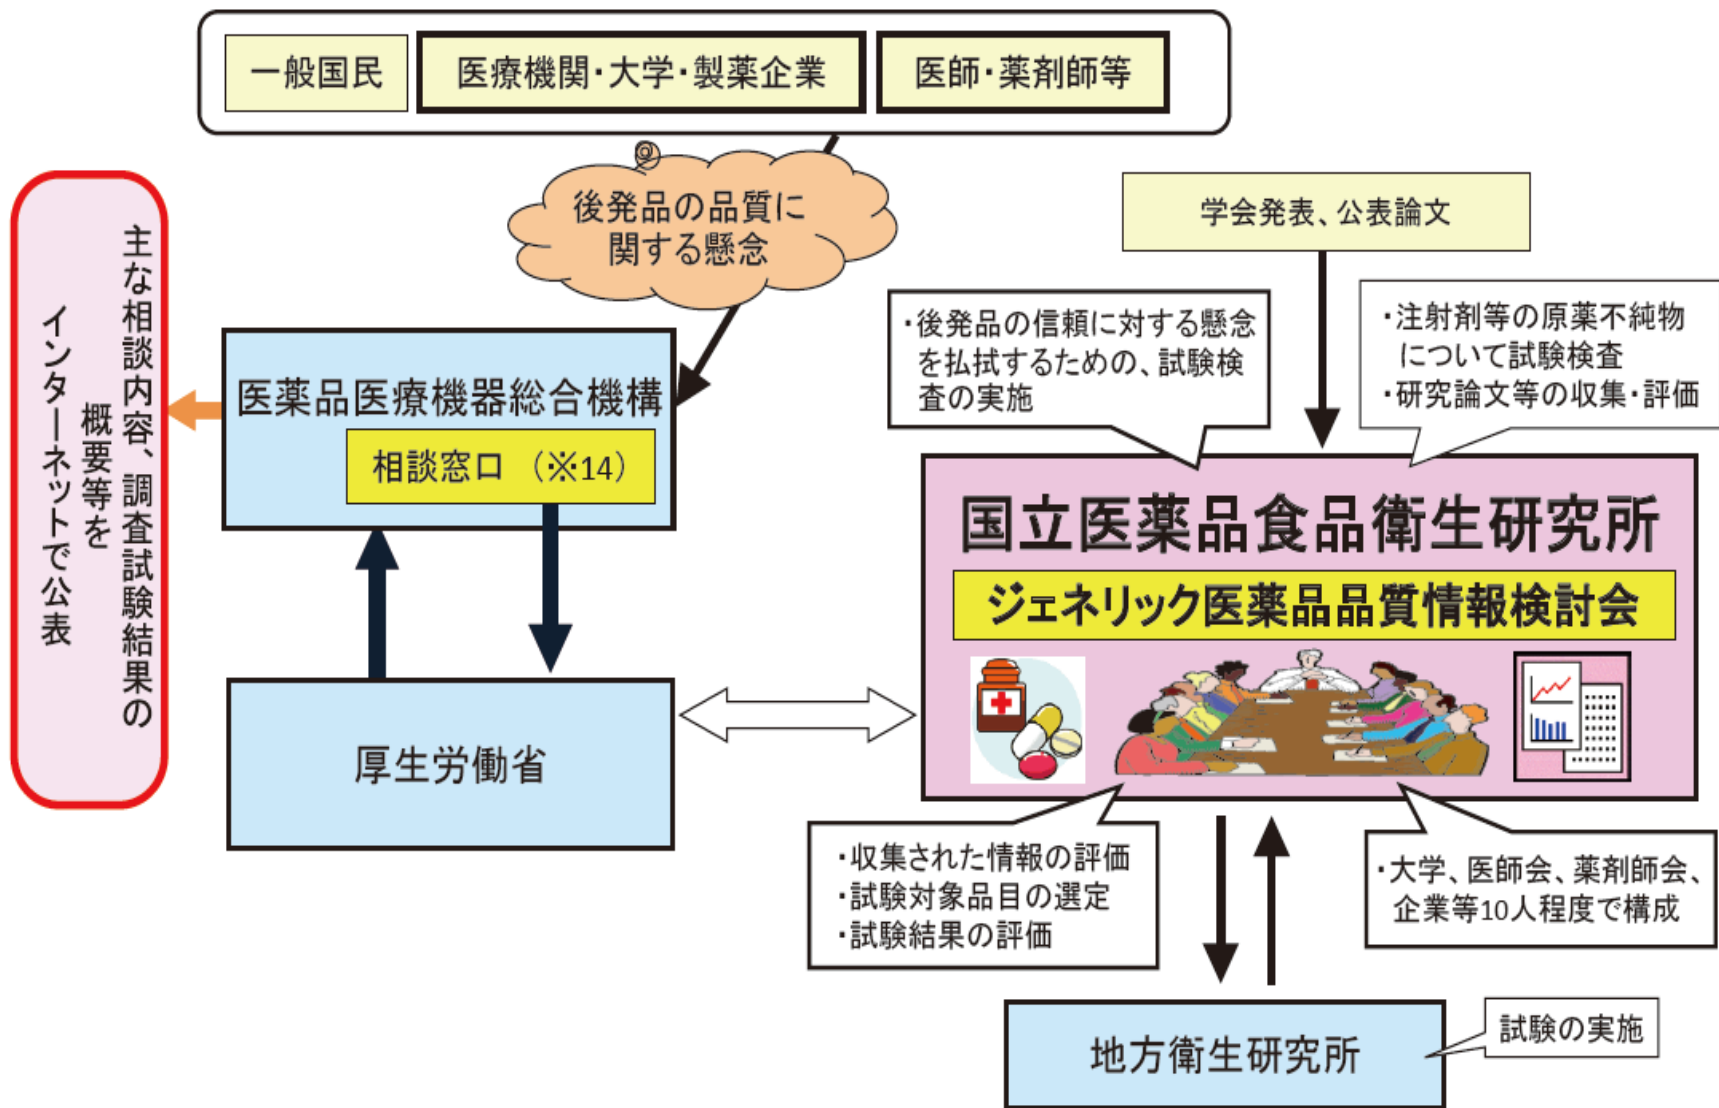 一般国民
医療機関・大学・製薬企業
医師・薬剤師等
@
後発品の品質に
関する懸念
学会発表、公表論文
主な相談内容、調査試験結果の
概要等を
インターネットで公表
医薬品医療機器総合機構
相談窓口 （※14）
・後発品の信頼に対する懸念
を払拭するための、試験検
査の実施
・注射剤等の原薬不純物
について試験検査
・研究論文等の収集・評価
国立医薬品食品衛生研究所
ジェネリック医薬品品質情報検討会
厚生労働省
・収集された情報の評価
・試験対象品目の選定
・試験結果の評価
・大学、医師会、薬剤師会、
企業等10人程度で構成
地方衛生研究所
試験の実施